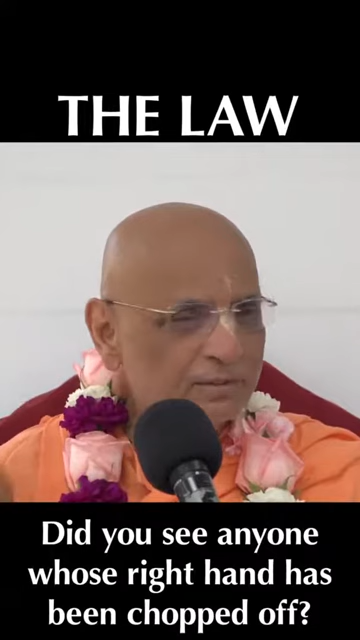 THE LAW
Did you see anyone
whose right hand has
been chopped off?